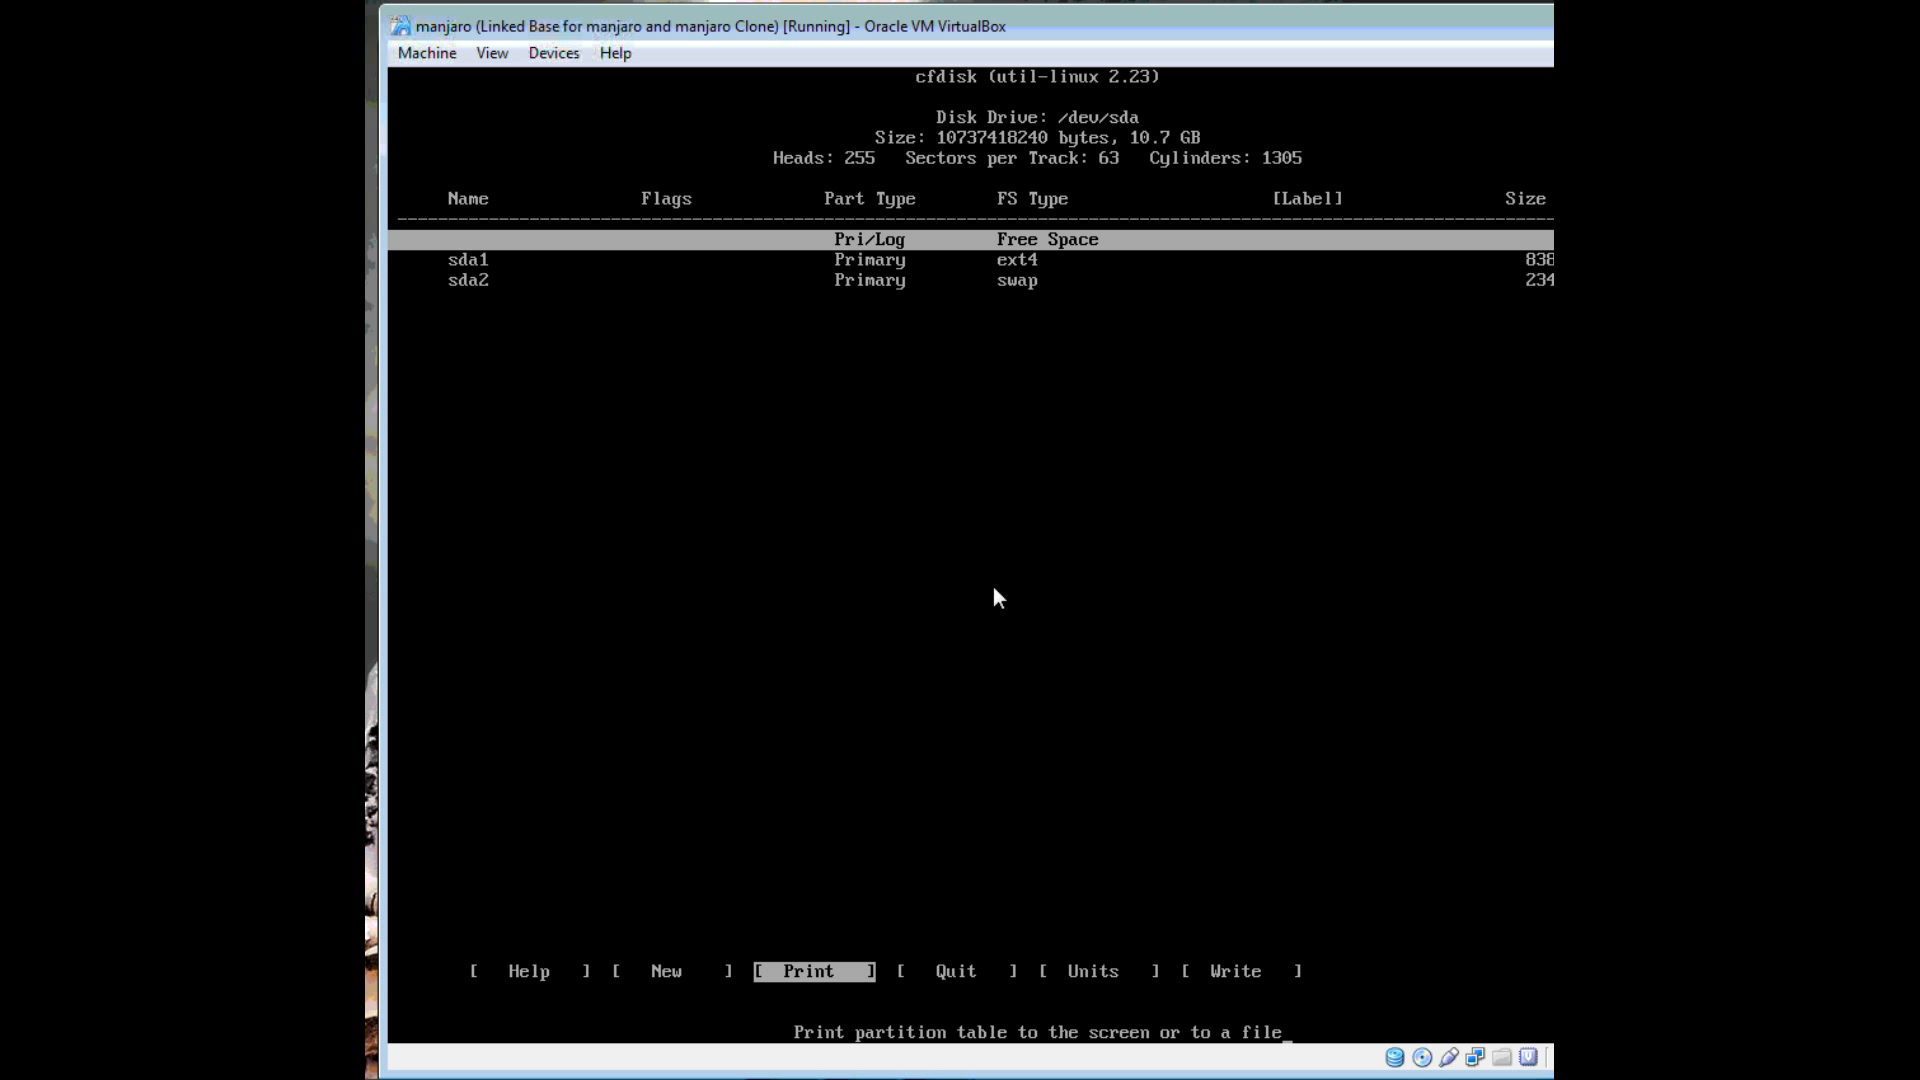 manjaro (Linked Base for manjaro and manjaro Clone) [Running] - Oracle VM VirtualBox
Machine View Devices Help
cfdisk (util-linux 2.23)
Disk Drive: /dev/sda
Size: 10737418240 bytes, 10.7 GB
Heads: 255 Sectors per Track: 63 Cylinders: 1305
Name Flags Part Type FS Type [Label] Size
Pri/Log Free Space
sda1 Primary ext4 838
sda2 Primary swap 234
[ Help ] [ New ] [ Print ] [ Quit ] [ Units ] [ Write ]
Print partition table to the screen or to a file_